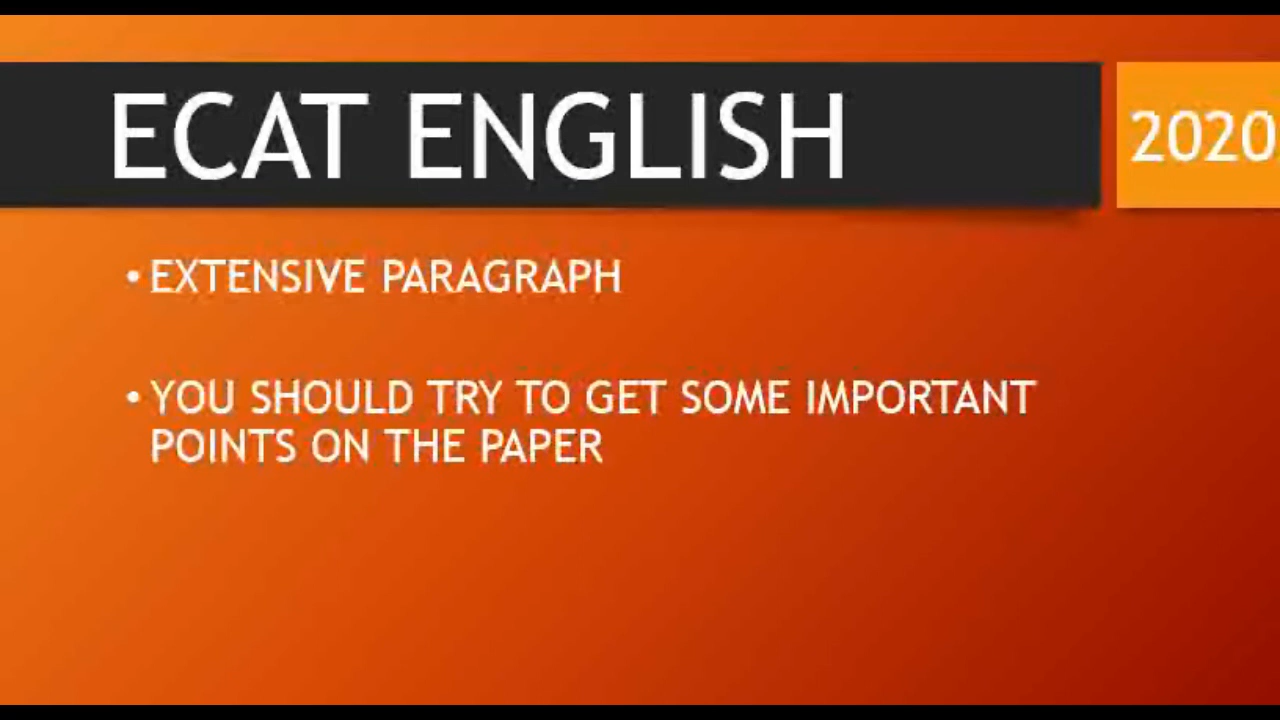 ECAT ENGLISH
2020
• EXTENSIVE PARAGRAPH
• YOU SHOULD TRY TO GET SOME IMPORTANT
POINTS ON THE PAPER